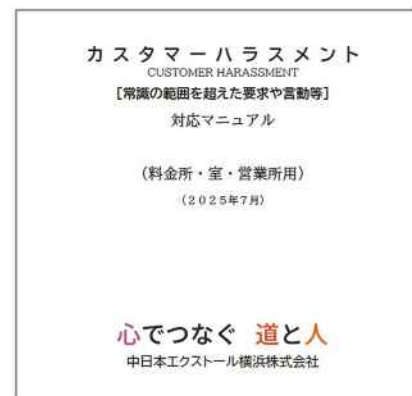 カスタマーハラスメント
CUSTOMER HARASSMENT
[常識の範囲を超えた要求や言動等]
対応マニュアル
(料金所・室・営業所用)
(2025年7月)
心でつなぐ 道と人
中日本エクストール横浜株式会社